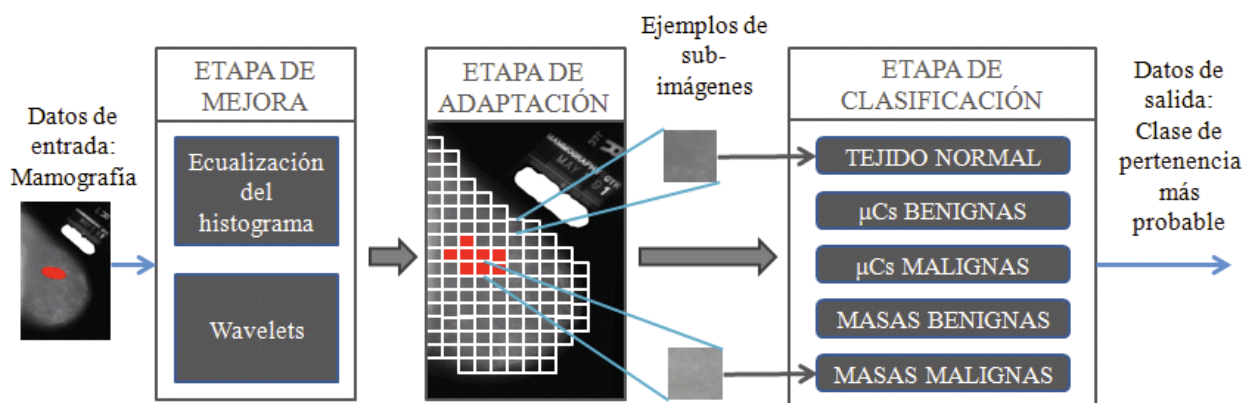 Datos de
entrada:
Mamografía
ETAPA DE
MEJORA
Ecualización
del
histograma
Wavelets
ETAPA DE
ADAPTACIÓN
MAY
91
Ejemplos de
sub-
imágenes
ETAPA DE
CLASIFICACIÓN
TEJIDO NORMAL
μCs BENIGNAS
μCs MALIGNAS
MASAS BENIGNAS
MASAS MALIGNAS
Datos de
salida:
Clase de
pertenencia
más
probable